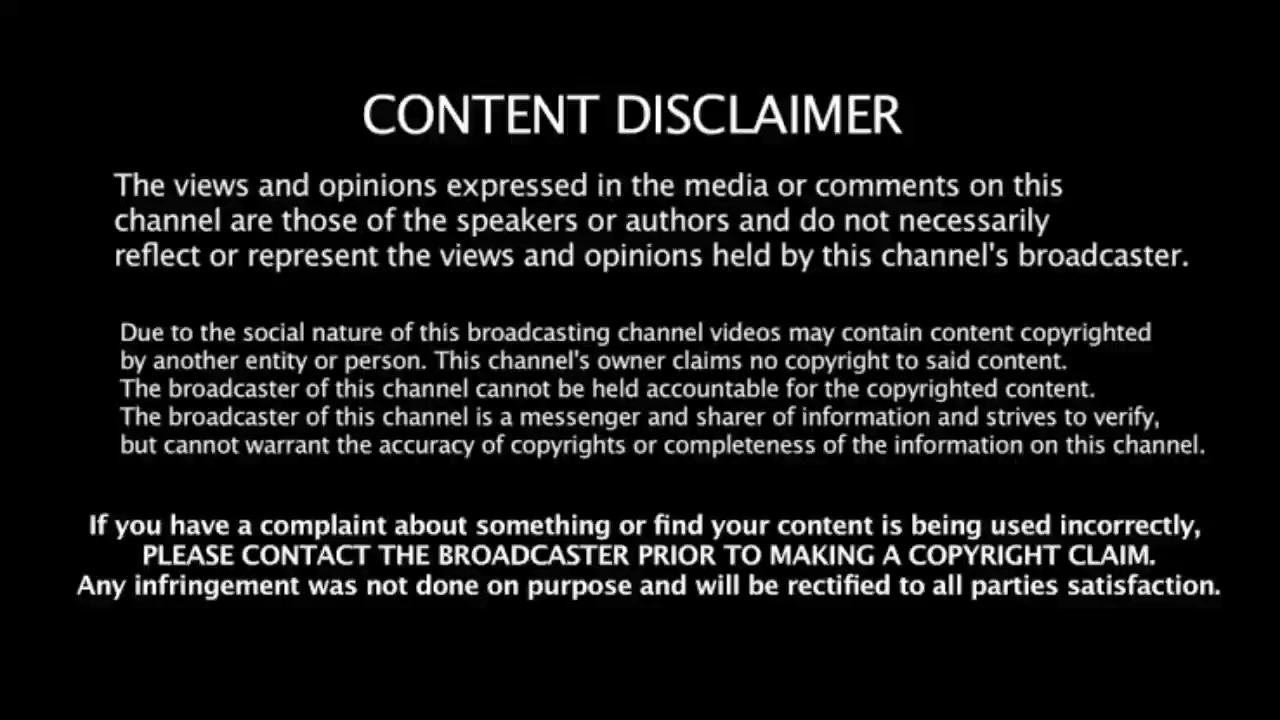 CONTENT DISCLAIMER
The views and opinions expressed in the media or comments on this
channel are those of the speakers or authors and do not necessarily
reflect or represent the views and opinions held by this channel's broadcaster.
Due to the social nature of this broadcasting channel videos may contain content copyrighted
by another entity or person. This channel's owner claims no copyright to said content.
The broadcaster of this channel cannot be held accountable for the copyrighted content.
The broadcaster of this channel is a messenger and sharer of information and strives to verify,
but cannot warrant the accuracy of copyrights or completeness of the information on this channel.
If you have a complaint about something or find your content is being used incorrectly,
PLEASE CONTACT THE BROADCASTER PRIOR TO MAKING A COPYRIGHT CLAIM.
Any infringement was not done on purpose and will be rectified to all parties satisfaction.